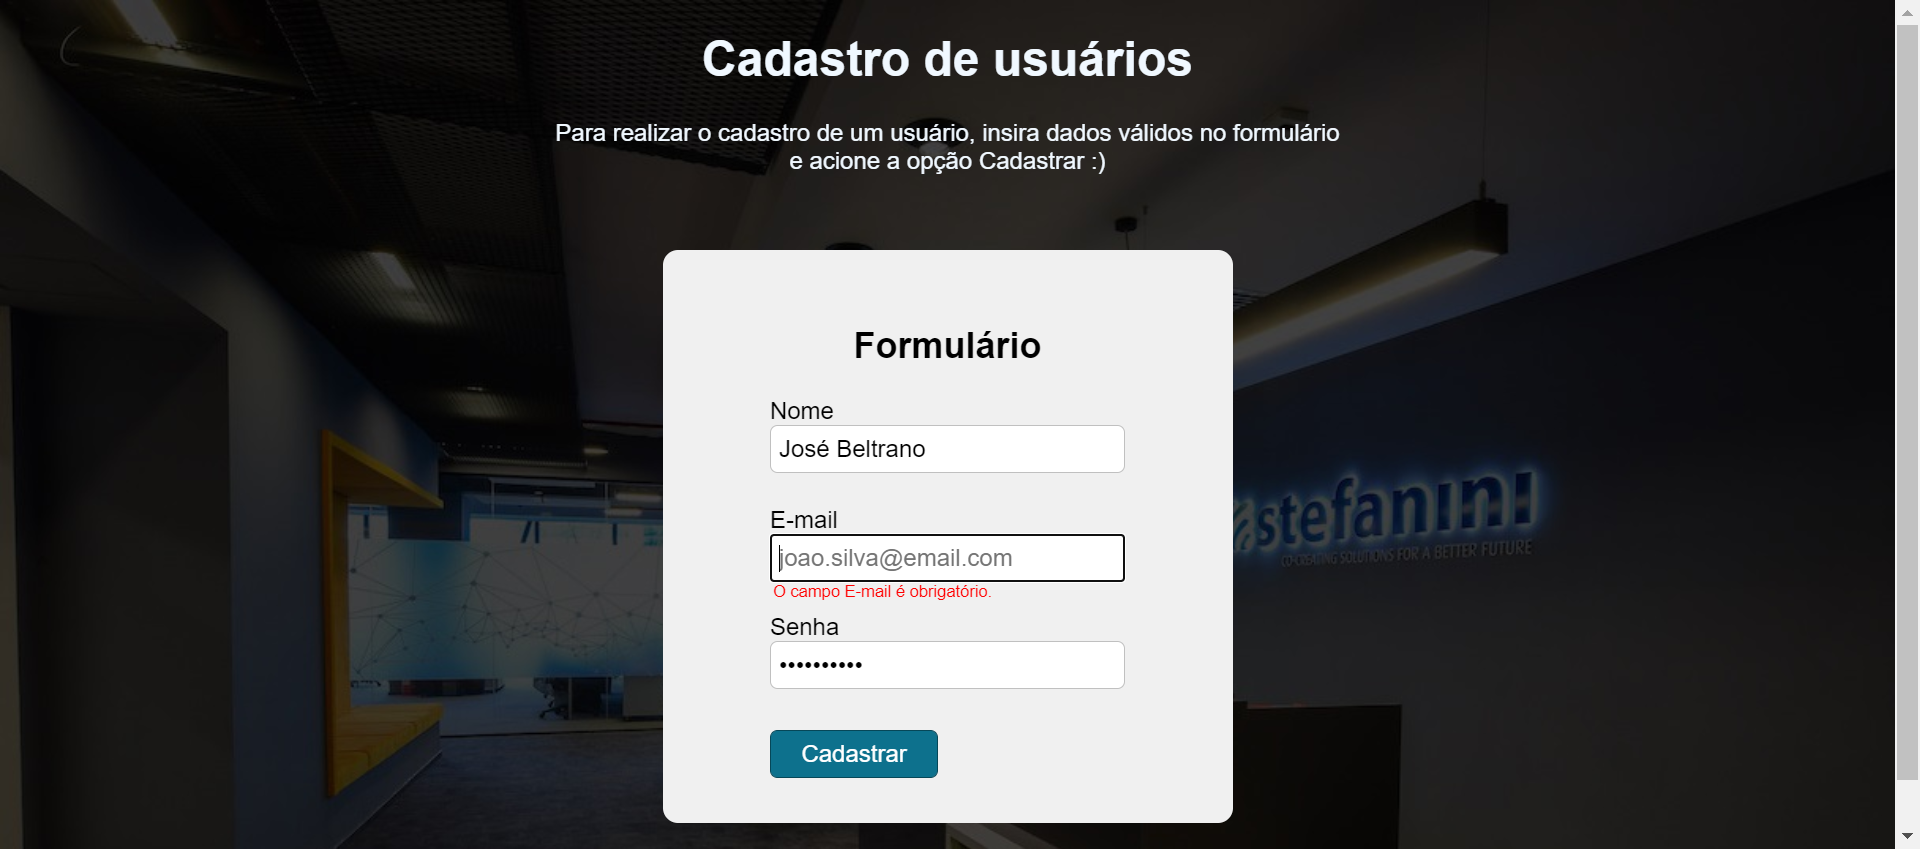 Cadastro de usuários
Para realizar o cadastro de um usuário, insira dados válidos no formulário
e acione a opção Cadastrar :)
Formulário
Nome
José Beltrano
E-mail
joao.silva@email.com
O campo E-mail é obrigatório.
Senha
••••••••••
Cadastrar
stefanini
CO-CREATING SOLUTIONS FOR A BETTER FUTURE